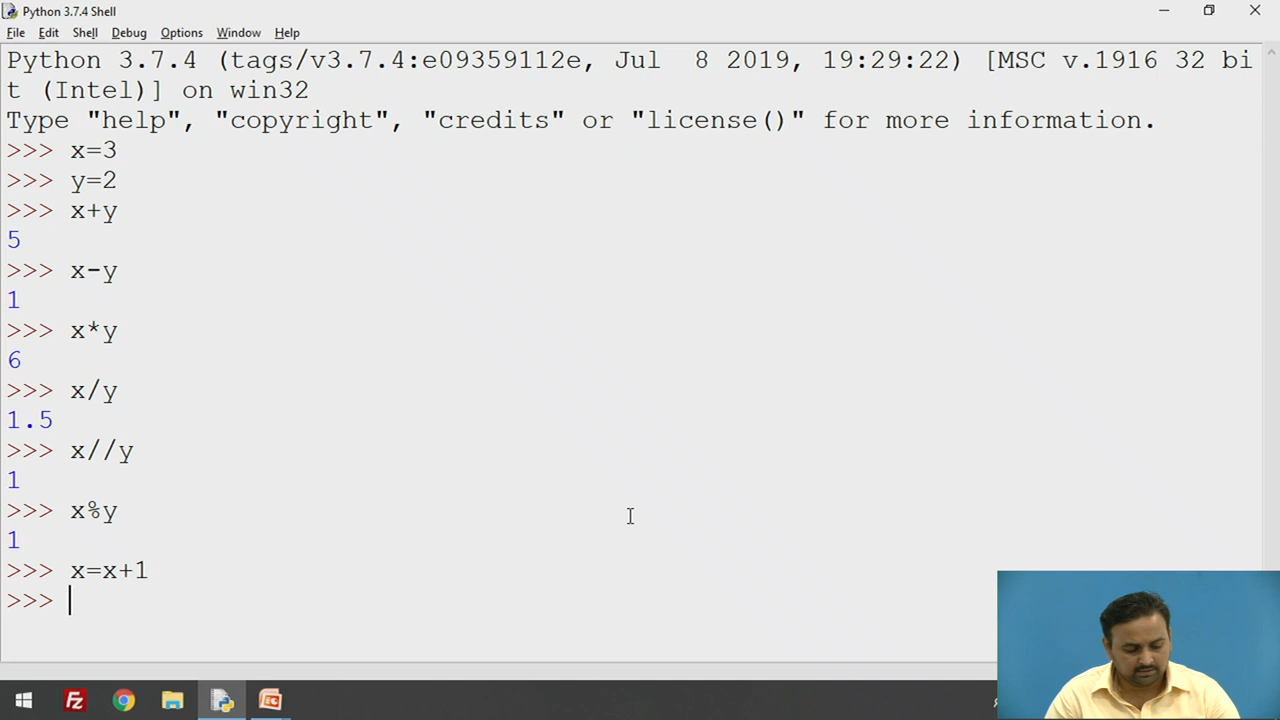 Python 3.7.4 Shell
File Edit Shell Debug Options Window Help
Python 3.7.4 (tags/v3.7.4:e09359112e, Jul  8 2019, 19:29:22) [MSC v.1916 32 bi
t (Intel)] on win32
Type "help", "copyright", "credits" or "license()" for more information.
>>> x=3
>>> y=2
>>> x+y
5
>>> x-y
1
>>> x*y
6
>>> x/y
1.5
>>> x//y
1
>>> x%y
1
>>> x=x+1
>>>
Fz